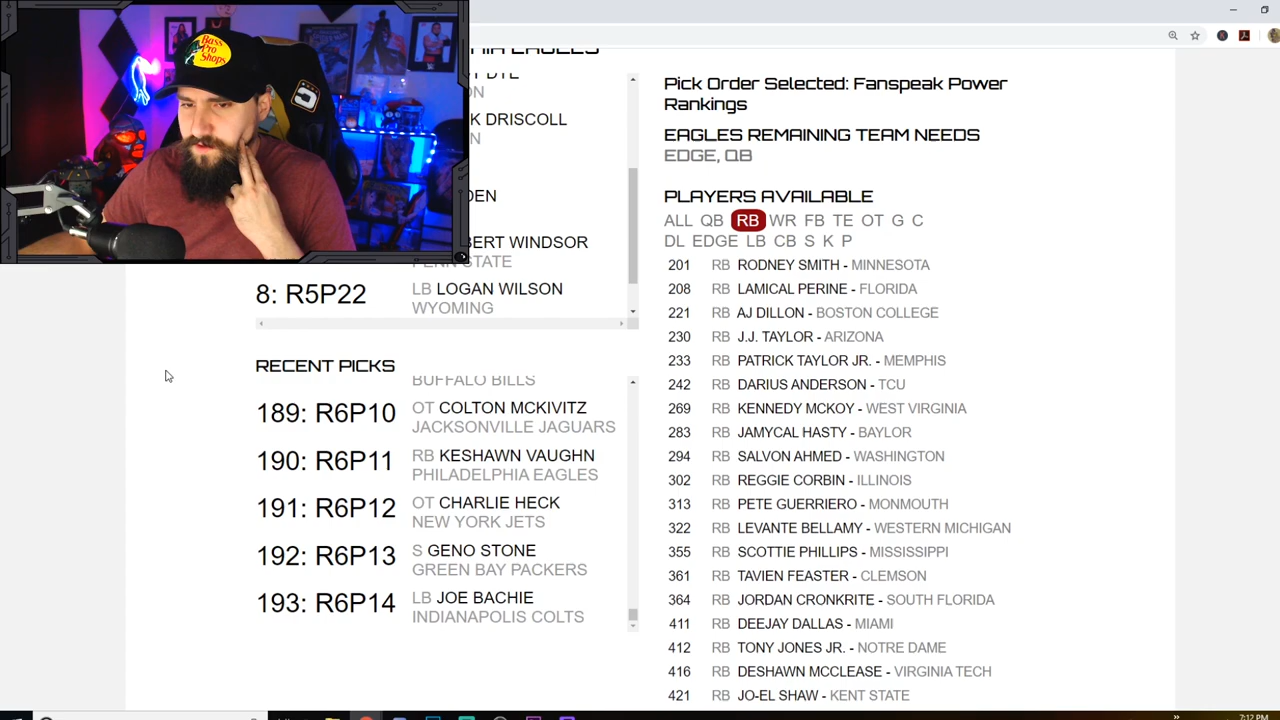 Bass
Pro
Shops
K DRISCOLL
DEN
BERT WINDSOR
8: R5P22
LB LOGAN WILSON
WYOMING
RECENT PICKS
BUFFALO BILLS
189: R6P10
OT COLTON MCKIVITZ
JACKSONVILLE JAGUARS
190: R6P11
RB KESHAWN VAUGHN
PHILADELPHIA EAGLES
191: R6P12
OT CHARLIE HECK
NEW YORK JETS
192: R6P13
S GENO STONE
GREEN BAY PACKERS
193: R6P14
LB JOE BACHIE
INDIANAPOLIS COLTS
Pick Order Selected: Fanspeak Power
Rankings
EAGLES REMAINING TEAM NEEDS
EDGE, QB
PLAYERS AVAILABLE
ALL QB RB WR FB TE OT G C
DL EDGE LB CB S K P
201 RB RODNEY SMITH - MINNESOTA
208 RB LAMICAL PERINE - FLORIDA
221 RB AJ DILLON - BOSTON COLLEGE
230 RB J.J. TAYLOR - ARIZONA
233 RB PATRICK TAYLOR JR. - MEMPHIS
242 RB DARIUS ANDERSON - TCU
269 RB KENNEDY MCKOY - WEST VIRGINIA
283 RB JAMYCAL HASTY - BAYLOR
294 RB SALVON AHMED - WASHINGTON
302 RB REGGIE CORBIN - ILLINOIS
313 RB PETE GUERRIERO - MONMOUTH
322 RB LEVANTE BELLAMY - WESTERN MICHIGAN
355 RB SCOTTIE PHILLIPS - MISSISSIPPI
361 RB TAVIEN FEASTER - CLEMSON
364 RB JORDAN CRONKRITE - SOUTH FLORIDA
411 RB DEEJAY DALLAS - MIAMI
412 RB TONY JONES JR. - NOTRE DAME
416 RB DESHAWN MCCLEASE - VIRGINIA TECH
421 RB JO-EL SHAW - KENT STATE
7:12 PM